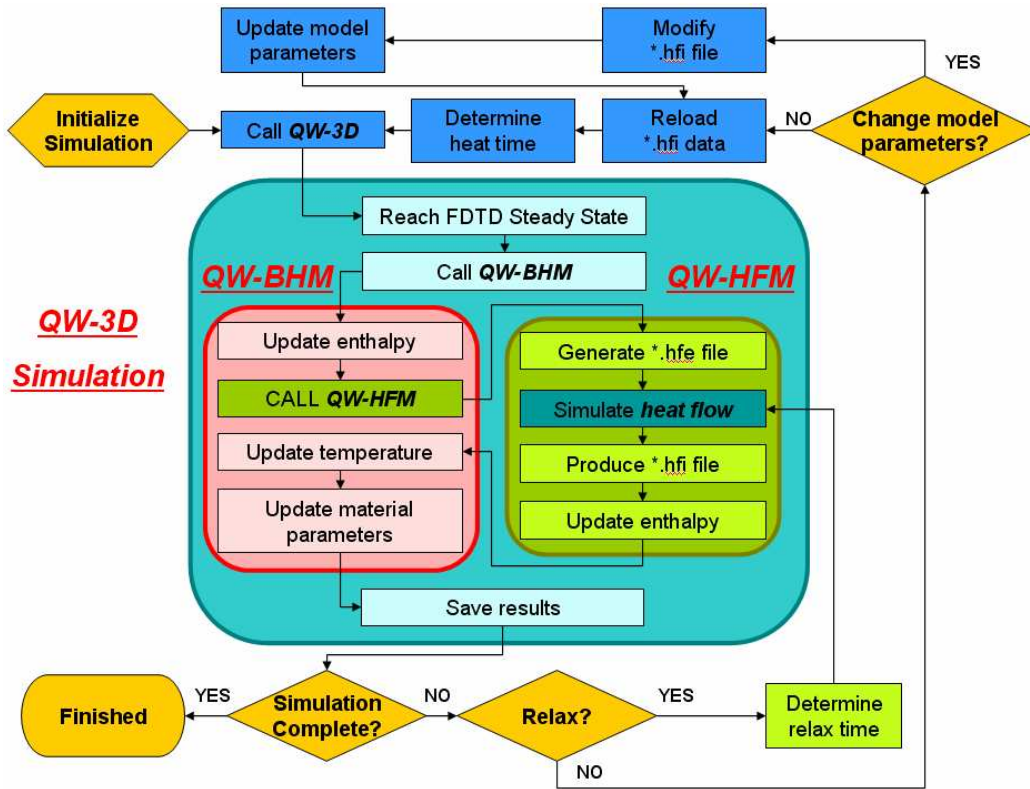 Update model
parameters
Modify
*.hfi file
YES
Initialize
Simulation
Call QW-3D
Determine
heat time
Reload
*.hfi data
NO
Change model
parameters?
Reach FDTD Steady State
Call QW-BHM
QW-BHM
QW-HFM
QW-3D
Simulation
Update enthalpy
CALL QW-HFM
Update temperature
Update material
parameters
Generate *.hfe file
Simulate heat flow
Produce *.hfi file
Update enthalpy
Save results
Finished
YES
Simulation
Complete?
NO
Relax?
YES
Determine
relax time
NO